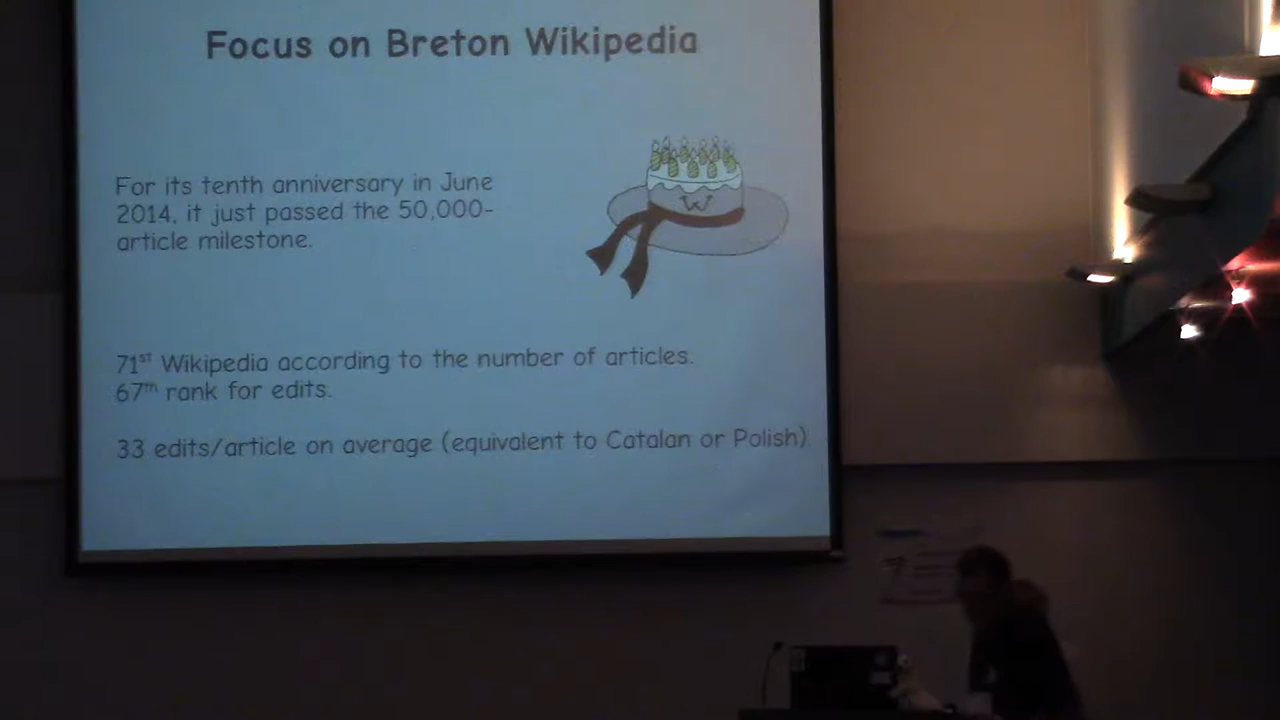 Focus on Breton Wikipedia
For its tenth anniversary in June
2014, it just passed the 50,000-
article milestone.
W
71st Wikipedia according to the number of articles.
67th rank for edits.
33 edits/article on average (equivalent to Catalan or Polish).